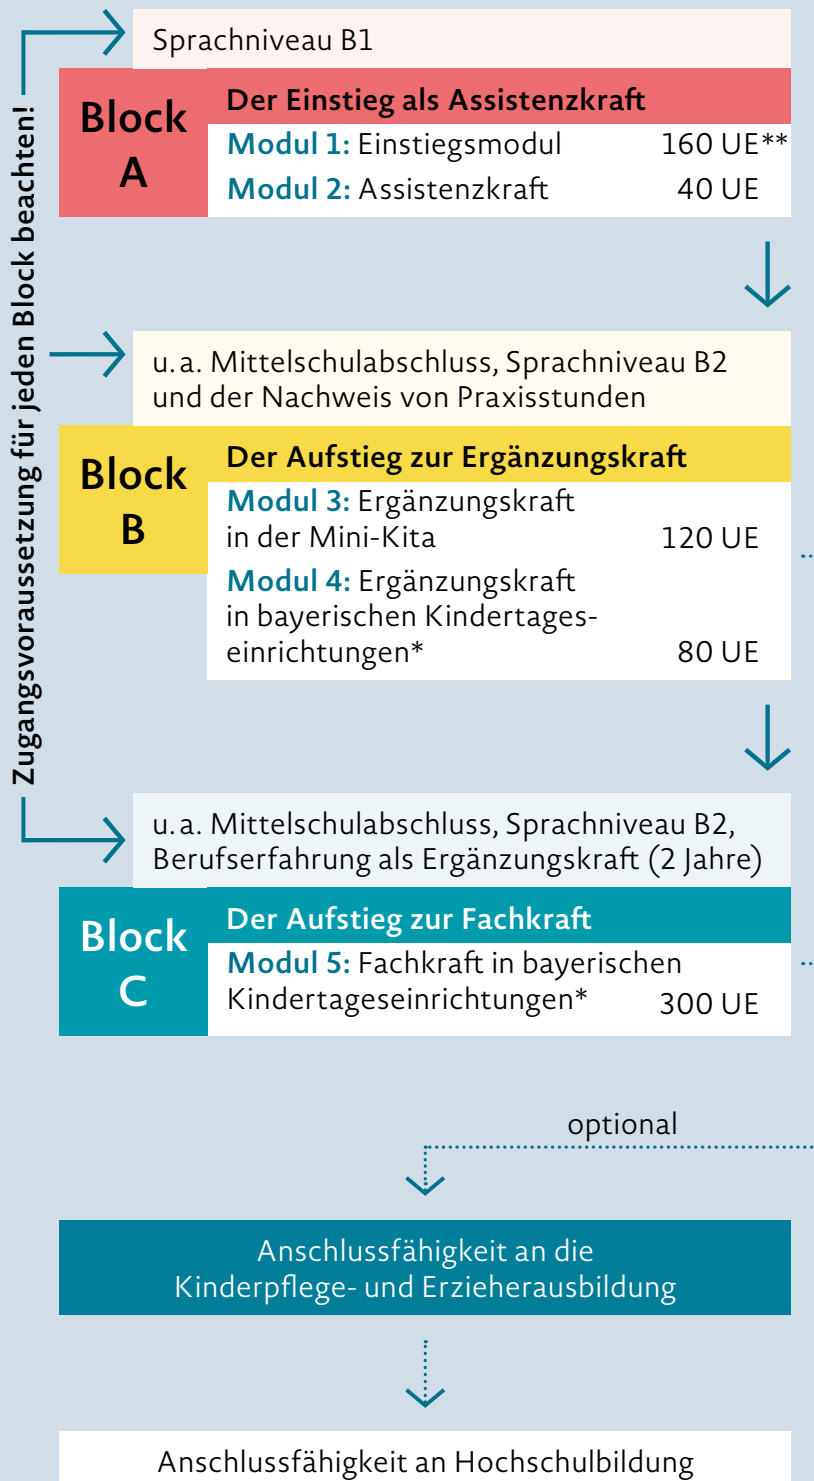 Zugangsvoraussetzung für jeden Block beachten!
Sprachniveau B1
Block A
Der Einstieg als Assistenzkraft
Modul 1: Einstiegsmodul 160 UE**
Modul 2: Assistenzkraft 40 UE
u. a. Mittelschulabschluss, Sprachniveau B2
und der Nachweis von Praxisstunden
Block B
Der Aufstieg zur Ergänzungskraft
Modul 3: Ergänzungskraft
in der Mini-Kita 120 UE
Modul 4: Ergänzungskraft
in bayerischen Kindertages-
einrichtungen* 80 UE
u. a. Mittelschulabschluss, Sprachniveau B2,
Berufserfahrung als Ergänzungskraft (2 Jahre)
Block C
Der Aufstieg zur Fachkraft
Modul 5: Fachkraft in bayerischen
Kindertageseinrichtungen* 300 UE
optional
Anschlussfähigkeit an die
Kinderpflege- und Erzieherausbildung
Anschlussfähigkeit an Hochschulbildung